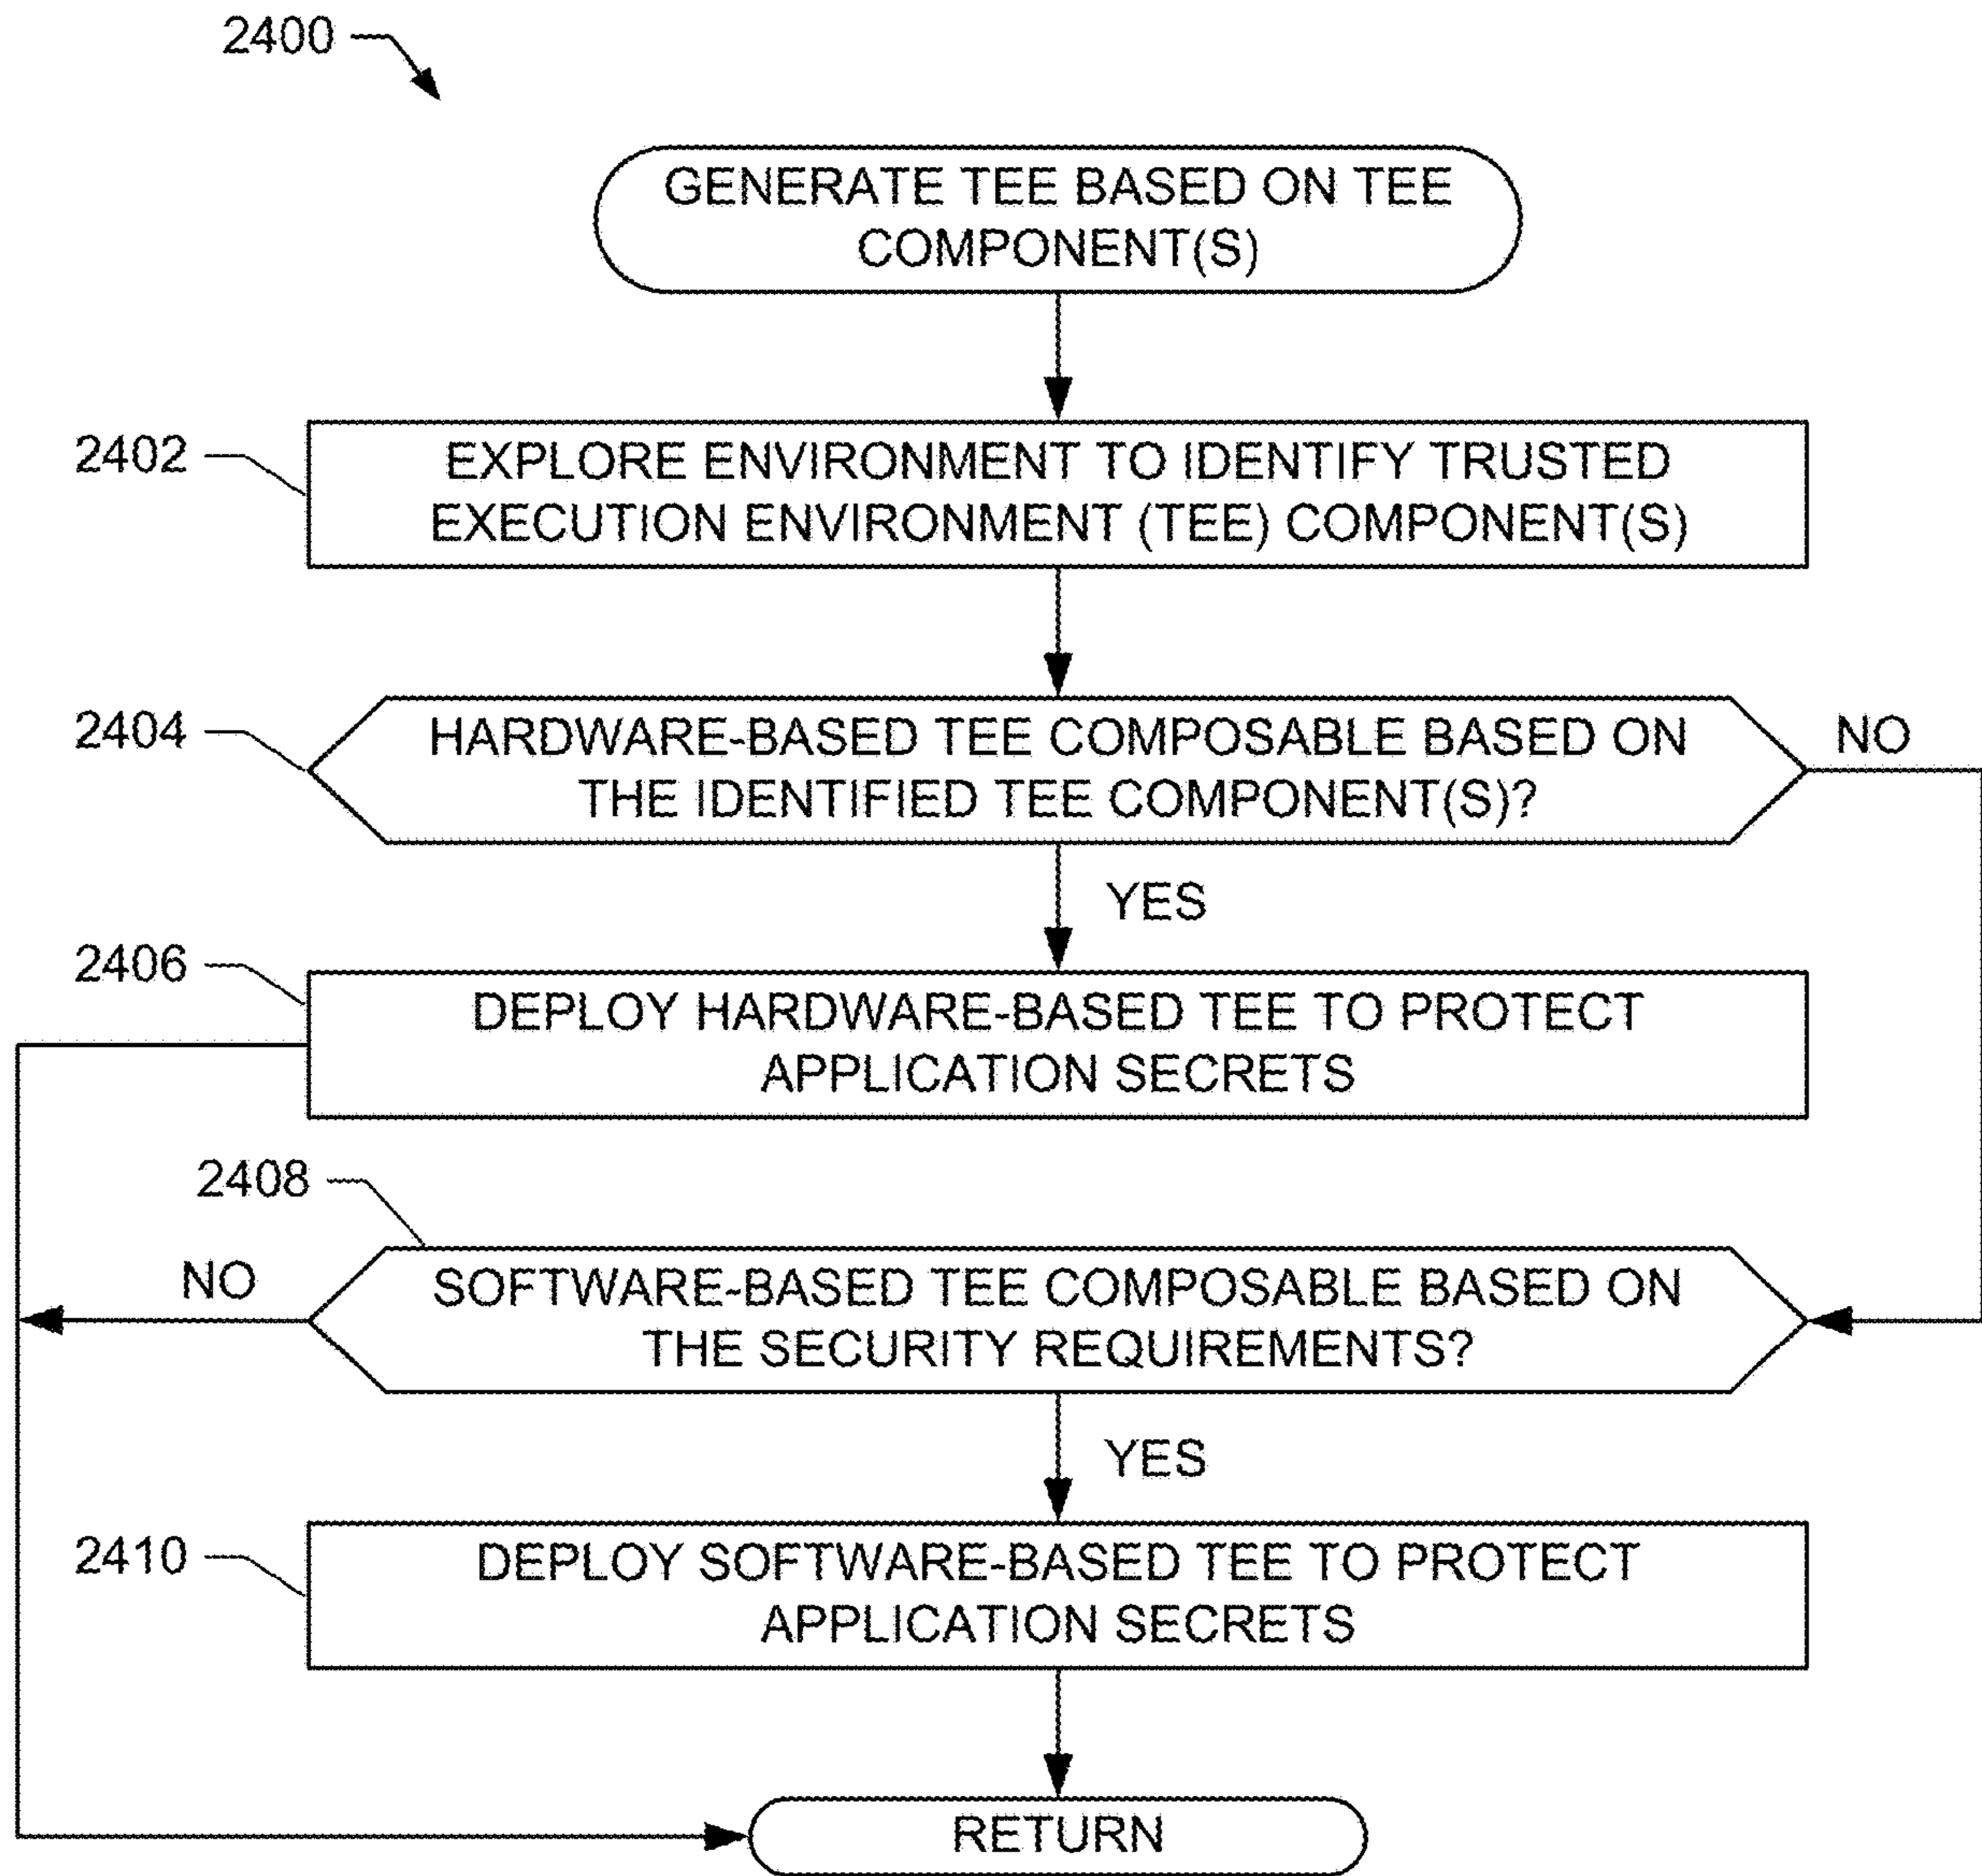 2400
GENERATE TEE BASED ON TEE
COMPONENT(S)
2402
EXPLORE ENVIRONMENT TO IDENTIFY TRUSTED
EXECUTION ENVIRONMENT (TEE) COMPONENT(S)
2404
HARDWARE-BASED TEE COMPOSABLE BASED ON
THE IDENTIFIED TEE COMPONENT(S)?
NO
YES
2406
DEPLOY HARDWARE-BASED TEE TO PROTECT
APPLICATION SECRETS
2408
NO
SOFTWARE-BASED TEE COMPOSABLE BASED ON
THE SECURITY REQUIREMENTS?
YES
2410
DEPLOY SOFTWARE-BASED TEE TO PROTECT
APPLICATION SECRETS
RETURN